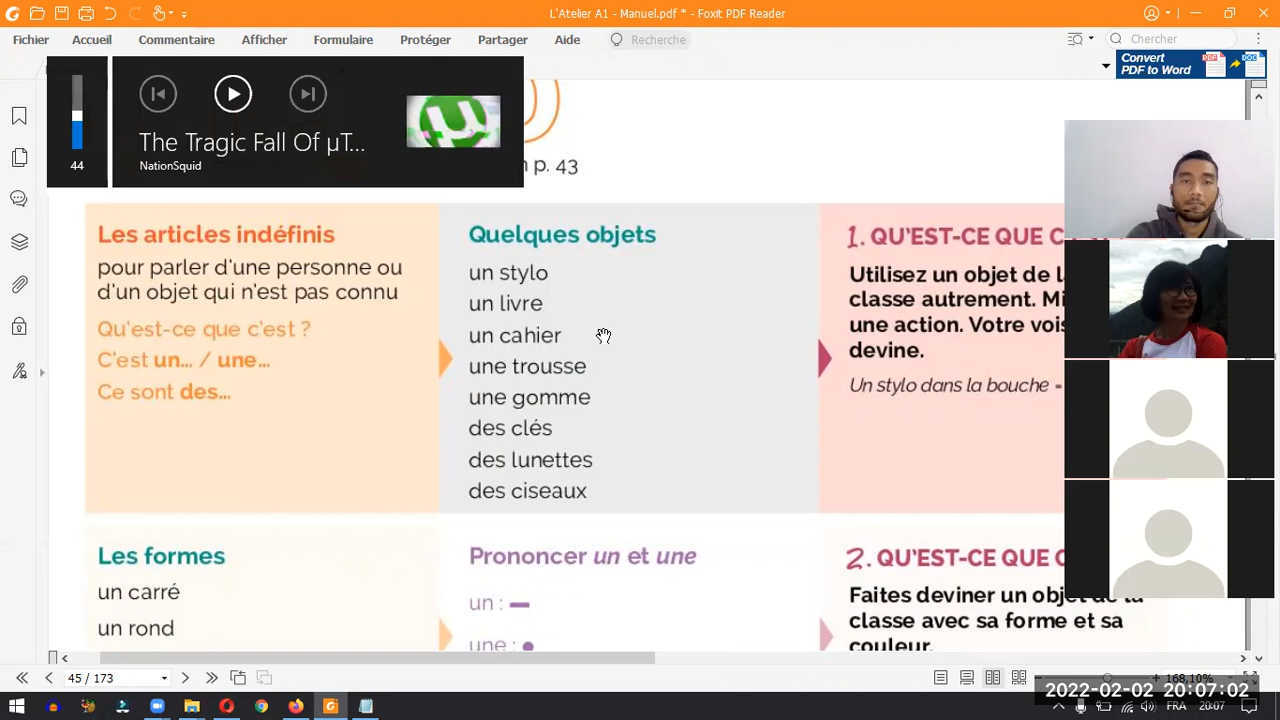 L'Atelier A1 - Manuel.pdf * - Foxit PDF Reader
Fichier Accueil Commentaire Afficher Formulaire Protéger Partager Aide Recherche Chercher
Convert
PDF to Word
PDF
DOC
44
The Tragic Fall Of µT...
NationSquid
p. 43
Les articles indéfinis
pour parler d'une personne ou
d'un objet qui n'est pas connu
Qu'est-ce que c'est ?
C'est un... / une...
Ce sont des...
Quelques objets
un stylo
un livre
un cahier
une trousse
une gomme
des clés
des lunettes
des ciseaux
1. QU'EST-CE QUE C
Utilisez un objet de l
classe autrement. Mi
une action. Votre vois
devine.
Un stylo dans la bouche =
Les formes
un carré
un rond
Prononcer un et une
un :
une :
2. QU'EST-CE QUE C
Faites deviner un objet de la
classe avec sa forme et sa
couleur.
45 / 173
168,10%
2022-02-02 20:07:02
FRA 20:07